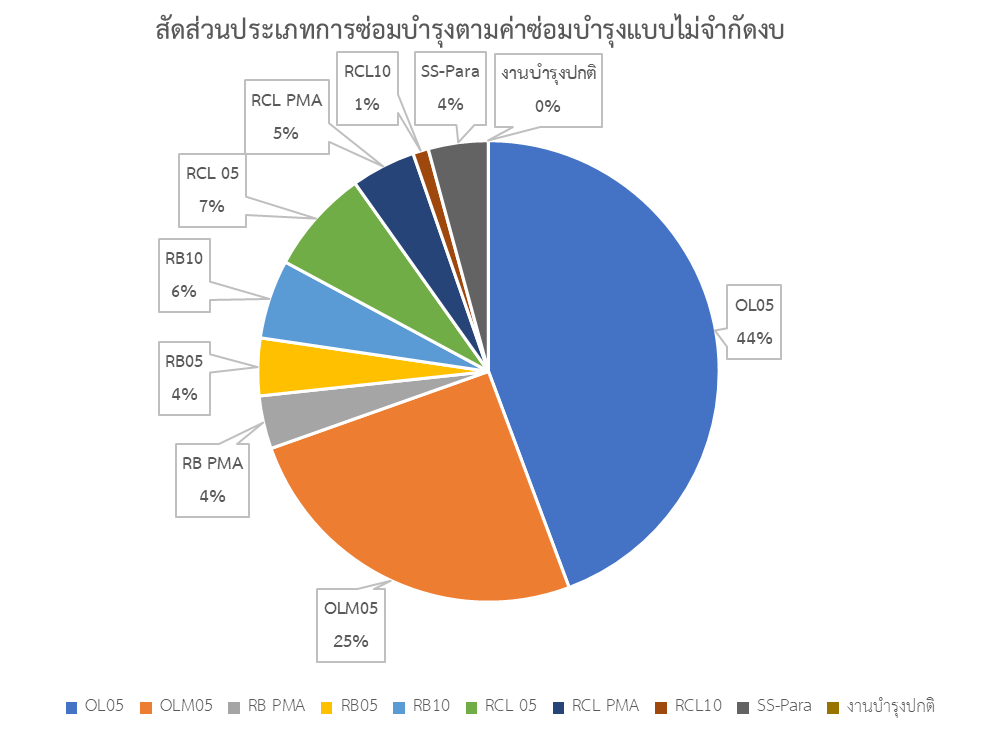 สัดส่วนประเภทการซ่อมบำรุงตามค่าซ่อมบำรุงแบบไม่จำกัดงบ
RCL10
1%
SS-Para
4%
งานบำรุงปกติ
0%
RCL PMA
5%
RCL 05
7%
RB10
6%
OL05
44%
RB05
4%
RB PMA
4%
OLM05
25%
OL05 OLM05 RB PMA RB05 RB10 RCL 05 RCL PMA RCL10 SS-Para งานบำรุงปกติ